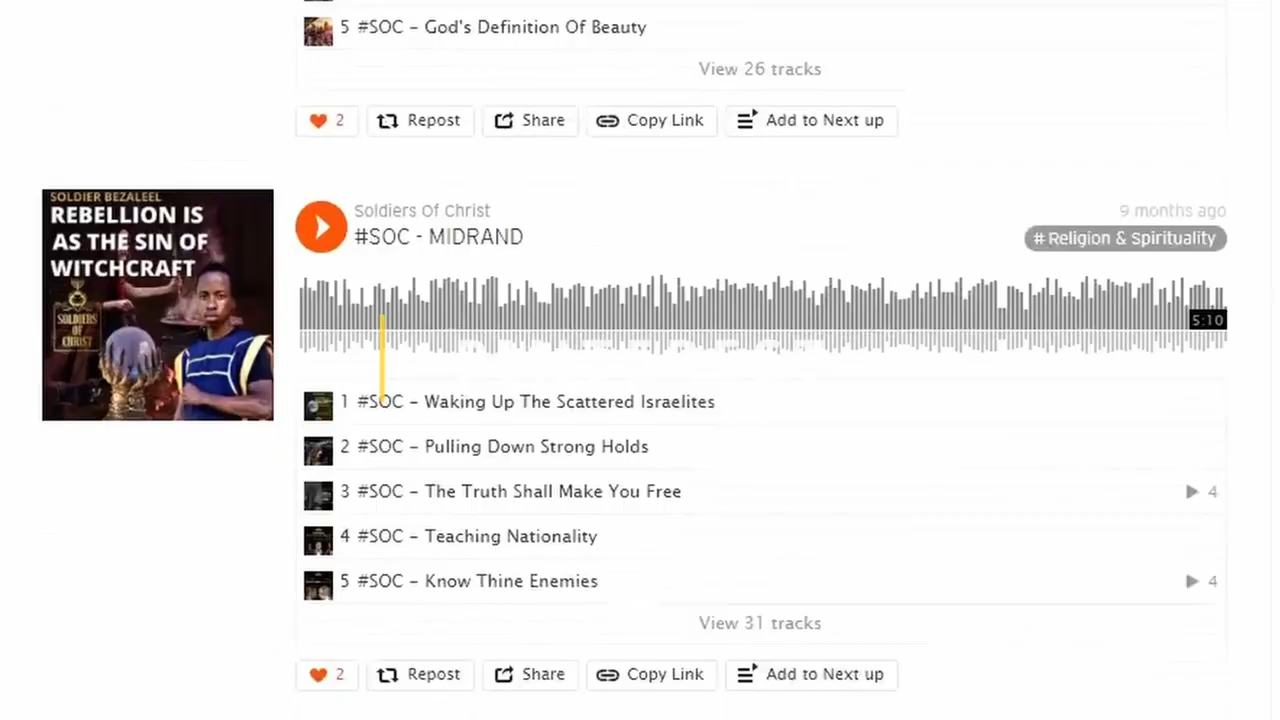 5 #SOC - God's Definition Of Beauty
View 26 tracks
2 Repost Share Copy Link Add to Next up
SOLDIER BEZALEEL
REBELLION IS
AS THE SIN OF
WITCHCRAFT
SOLDIERS
OF
CHRIST
Soldiers Of Christ
9 months ago
#SOC - MIDRAND
# Religion & Spirituality
5:10
1 #SOC - Waking Up The Scattered Israelites
2 #SOC - Pulling Down Strong Holds
3 #SOC - The Truth Shall Make You Free 4
4 #SOC - Teaching Nationality
5 #SOC - Know Thine Enemies 4
View 31 tracks
2 Repost Share Copy Link Add to Next up